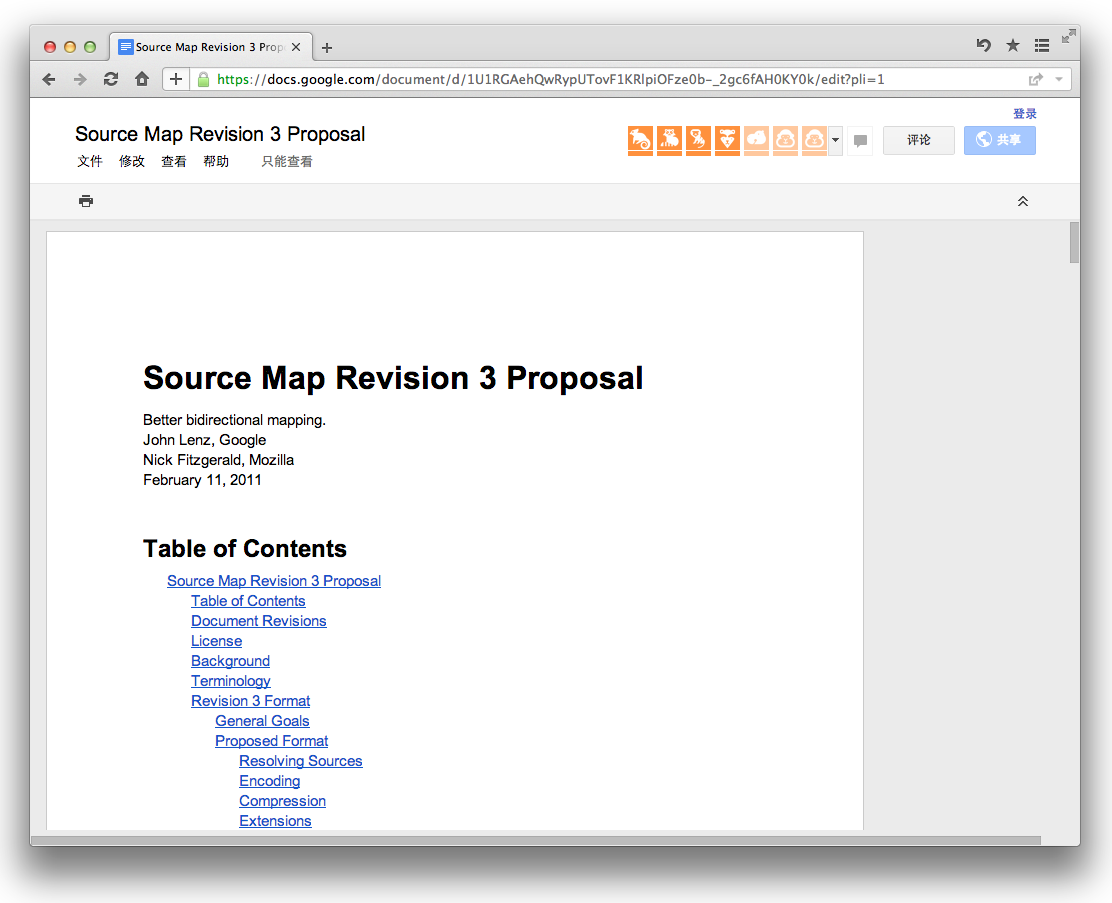 Source Map Revision 3 Prop
https://docs.google.com/document/d/1U1RGAehQwRypUTovF1KRlpiOFze0b-_2gc6fAH0KY0k/edit?pli=1
登录
Source Map Revision 3 Proposal
文件 修改 查看 帮助 只能查看
评论 共享
Source Map Revision 3 Proposal
Better bidirectional mapping.
John Lenz, Google
Nick Fitzgerald, Mozilla
February 11, 2011
Table of Contents
Source Map Revision 3 Proposal
Table of Contents
Document Revisions
License
Background
Terminology
Revision 3 Format
General Goals
Proposed Format
Resolving Sources
Encoding
Compression
Extensions